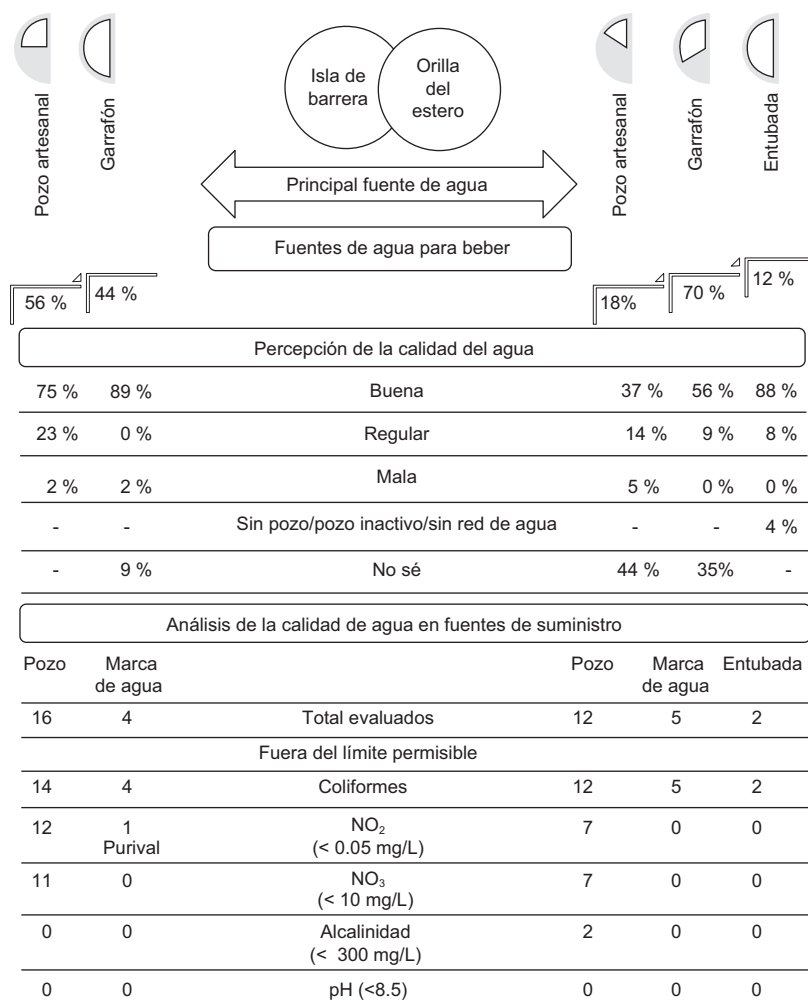 Isla de
barrera
Orilla
del
estero
Pozo artesanal
Garrafón
Pozo artesanal
Garrafón
Entubada
Principal fuente de agua
Fuentes de agua para beber
56 % 44 % 18% 70 % 12 %
Percepción de la calidad del agua
75 % 89 % Buena 37 % 56 % 88 %
23 % 0 % Regular 14 % 9 % 8 %
2 % 2 % Mala 5 % 0 % 0 %
- - Sin pozo/pozo inactivo/sin red de agua - - 4 %
- 9 % No sé 44 % 35% -
Análisis de la calidad de agua en fuentes de suministro
Pozo Marca Pozo Marca Entubada
de agua de agua
16 4 Total evaluados 12 5 2
Fuera del límite permisible
14 4 Coliformes 12 5 2
12 1 NO₂ 7 0 0
Purival (< 0.05 mg/L)
11 0 NO₃ 7 0 0
(< 10 mg/L)
0 0 Alcalinidad 2 0 0
(< 300 mg/L)
0 0 pH (<8.5) 0 0 0